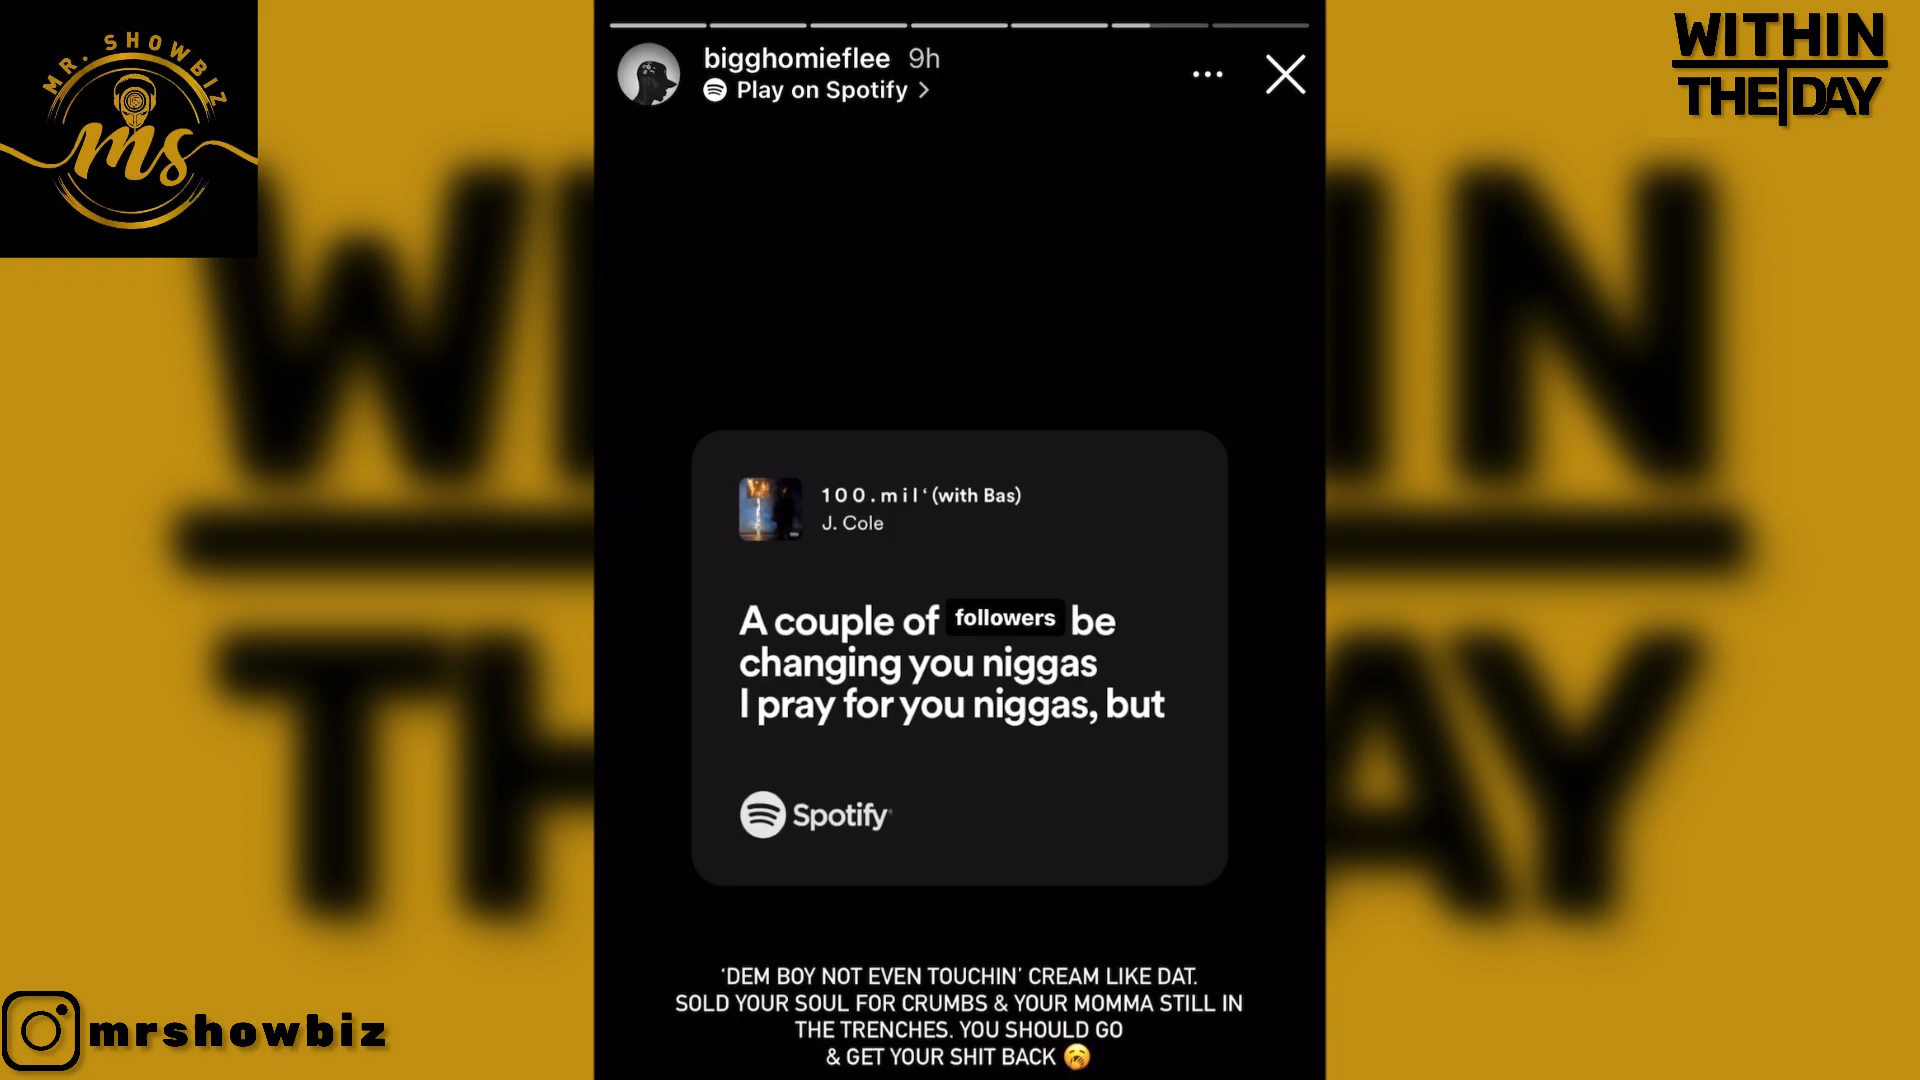 MR. SHOWBIZ
ms
WITHIN
THE DAY
bigghomieflee 9h
Play on Spotify >
100.mil' (with Bas)
J. Cole
A couple of followers be
changing you niggas
I pray for you niggas, but
Spotify
'DEM BOY NOT EVEN TOUCHIN' CREAM LIKE DAT.
SOLD YOUR SOUL FOR CRUMBS & YOUR MOMMA STILL IN
THE TRENCHES. YOU SHOULD GO
& GET YOUR SHIT BACK 🥱
mrshowbiz